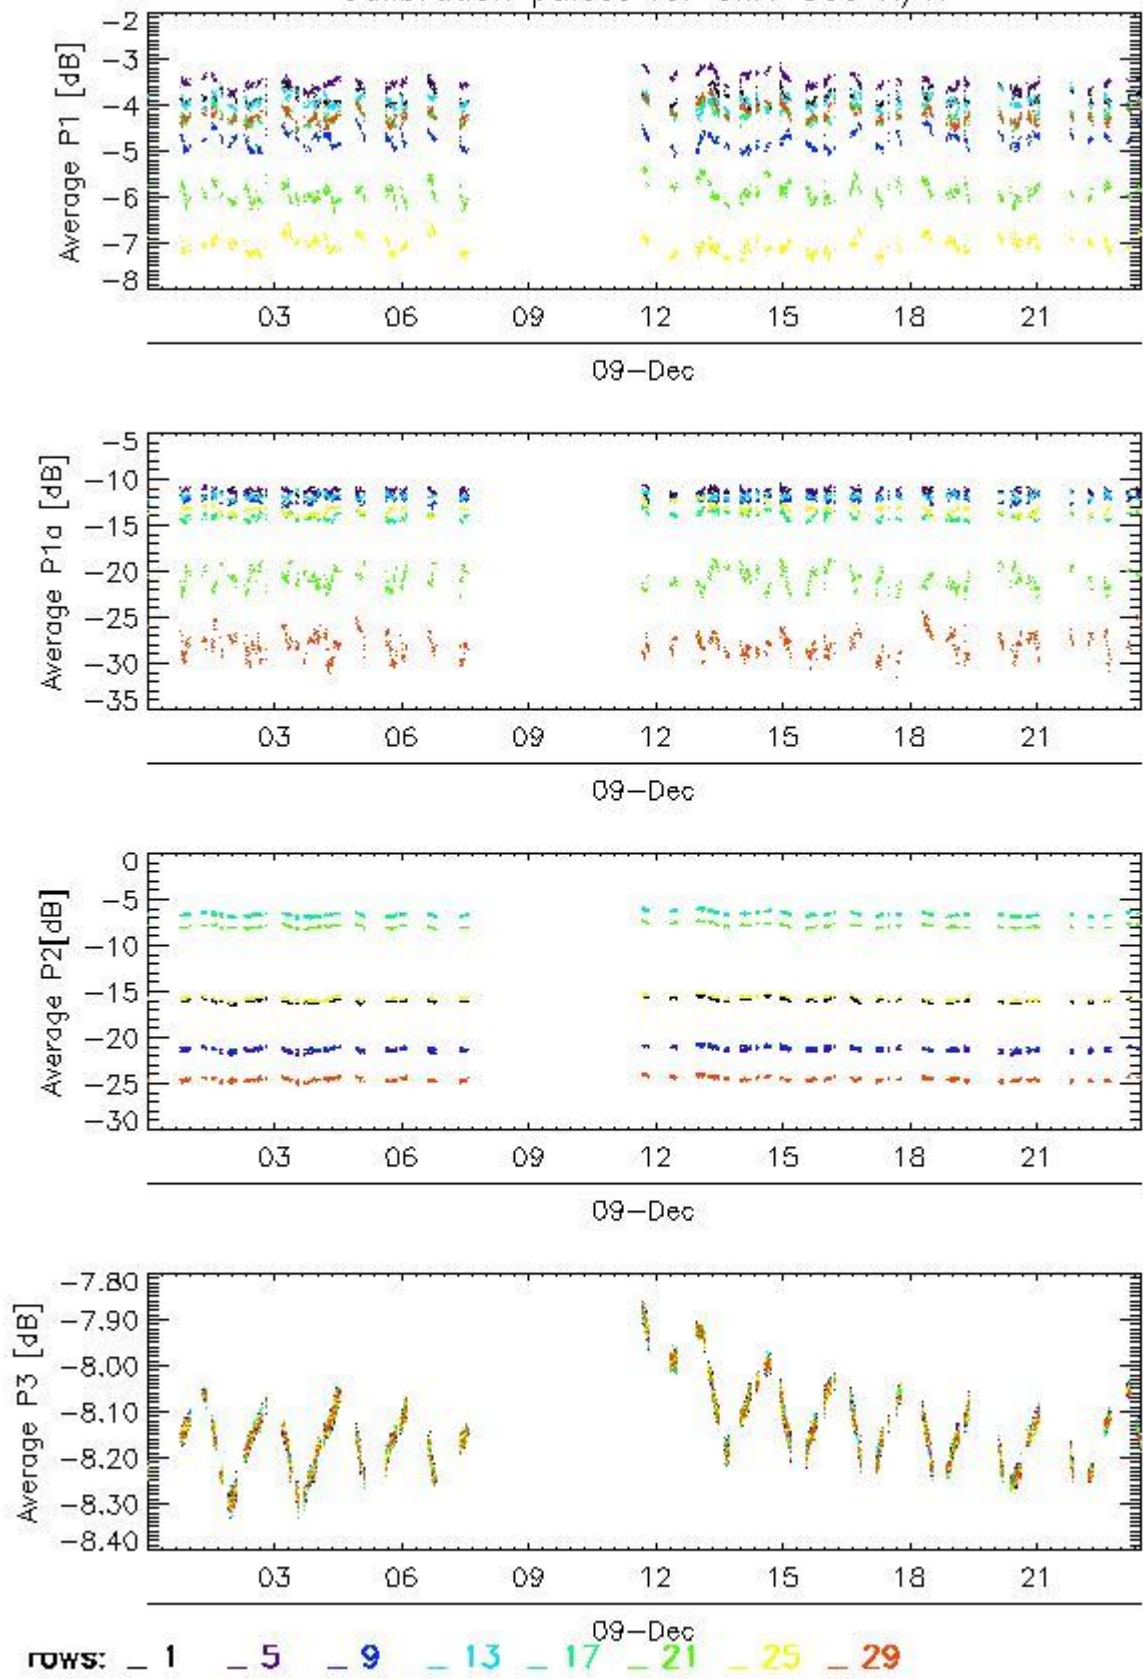 -2
-3
-4
-5
-6
-7
-8
Average P1 [dB]
03 06 09 12 15 18 21
09-Dec
-5
-10
-15
-20
-25
-30
-35
Average P1a [dB]
03 06 09 12 15 18 21
09-Dec
0
-5
-10
-15
-20
-25
-30
Average P2[dB]
03 06 09 12 15 18 21
09-Dec
-7.80
-7.90
-8.00
-8.10
-8.20
-8.30
-8.40
Average P3 [dB]
03 06 09 12 15 18 21
09-Dec
rows: _ 1 _ 5 _ 9 _ 13 _ 17 _ 21 _ 25 _ 29